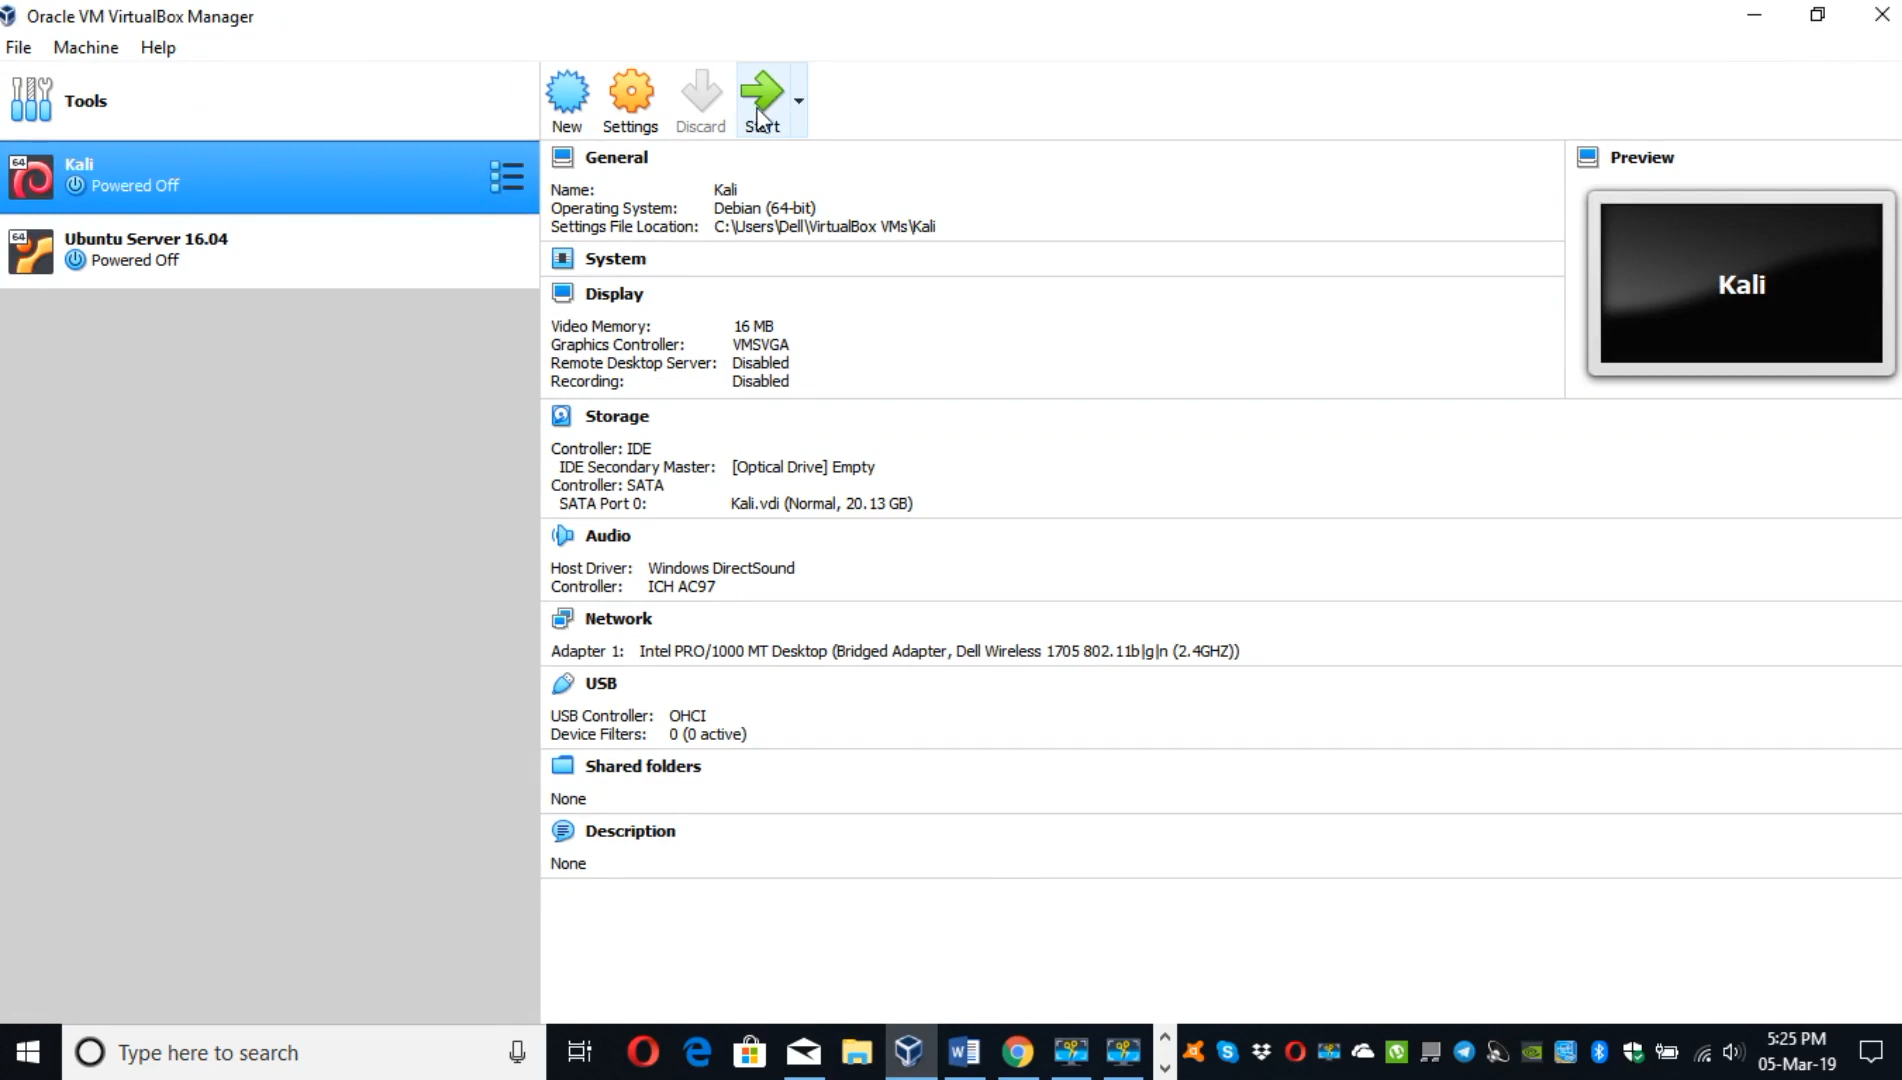 Oracle VM VirtualBox Manager
File Machine Help
Tools
New Settings Discard Start
64 Kali
Powered Off
64 Ubuntu Server 16.04
Powered Off
General
Name: Kali
Operating System: Debian (64-bit)
Settings File Location: C:\Users\Dell\VirtualBox VMs\Kali
System
Display
Video Memory: 16 MB
Graphics Controller: VMSVGA
Remote Desktop Server: Disabled
Recording: Disabled
Preview
Kali
Storage
Controller: IDE
IDE Secondary Master: [Optical Drive] Empty
Controller: SATA
SATA Port 0: Kali.vdi (Normal, 20.13 GB)
Audio
Host Driver: Windows DirectSound
Controller: ICH AC97
Network
Adapter 1: Intel PRO/1000 MT Desktop (Bridged Adapter, Dell Wireless 1705 802.11b|g|n (2.4GHZ))
USB
USB Controller: OHCI
Device Filters: 0 (0 active)
Shared folders
None
Description
None
Type here to search
5:25 PM
05-Mar-19